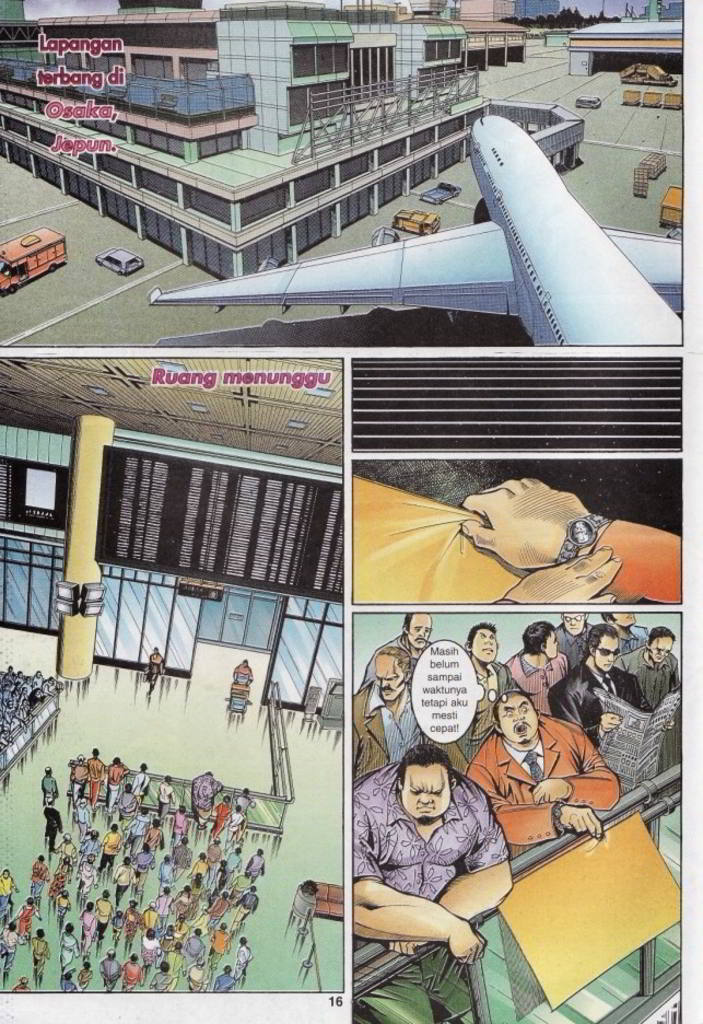 Lapangan
terbang di
Osaka,
Jepun.
Ruang menunggu
Masih
belum
sampai
waktunya
tetapi aku
mesti
cepat!
16